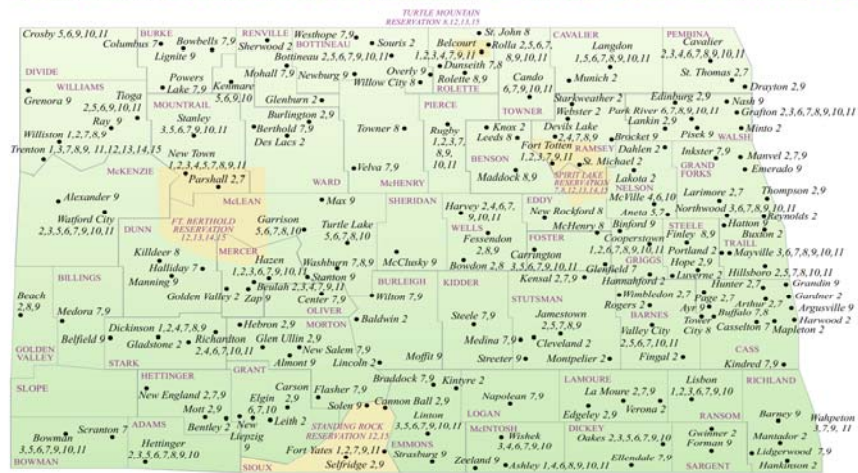 TURTLE MOUNTAIN
RESERVATION 8,12,13,15
Crosby 5,6,9,10,11
BURKE
Columbus 7
Bowbells 7,9
Lignite 9
RENVILLE
Sherwood 2
Westhope 7,9
BOTTINEAU
Souris 2
Bottineau 2,5,6,7,9,10,11
Belcourt
1,2,3,4,7,9,11
St. John 8
Rolla 2,5,6,7,
8,9,10,11
CAVALIER
Langdon
1,5,6,7,8,9,10,11
PEMBINA
Cavalier
2,3,4,6,7,8,9,10,11
St. Thomas 2,7
DIVIDE
WILLIAMS
Grenora 9
Tioga
2,5,6,9,10,11
Powers
Lake 7,9
Kenmare
5,6,9,10
Mohall 7,9
Newburg 9
Overly 9
Willow City 8
Dunseith 7,8
Rolette 8,9
ROLETTE
Cando
6,7,9,10,11
Munich 2
Drayton 2,9
MOUNTRAIL
Stanley
3,5,6,7,9,10,11
Glenburn 2
PIERCE
TOWNER
Starkweather 2
Webster 2
Edinburg 2,9
Park River 6,7,8,9,10,11
Nash 9
Grafton 2,3,6,7,8,9,10,11
Ray 9
Williston 1,2,7,8,9
Trenton 1,3,7,8,9, 11,12,13,14,15
Burlington 2,9
Berthold 7,9
Des Lacs 2
Towner 8
Rugby
1,2,3,7,
8,9,
10,11
Knox 2
Leeds 8
Devils Lake
2,4,7,8,9
Lankin 2,9
Brocket 9
Pisek 9
Minto 2
WALSH
New Town
1,2,3,4,5,7,8,9,11
Velva 7,9
BENSON
Fort Totten
1,2,3,7,9,11
RAMSEY
Dahlen 2
Inkster 7,9
Manvel 2,7,9
McKENZIE
Parshall 2,7
WARD
McHENRY
Maddock 8,9
SPIRIT LAKE
RESERVATION
7,8,12,13,14,15
St. Michael 2
Lakota 2
NELSON
GRAND
FORKS
Emerado 9
Alexander 9
McLEAN
Max 9
SHERIDAN
Harvey 2,4,6,7,
9,10,11
EDDY
New Rockford 8
McVille 4,6,10
Aneta 5,7
Larimore 2,7
Northwood 3,6,7,8,9,10,11
Thompson 2,9
Reynolds 2
Watford City
2,3,5,6,7,9,10,11
FT. BERTHOLD
RESERVATION
12,13,14,15
DUNN
Garrison
5,6,7,8,10
Turtle Lake
5,6,7,8,10
WELLS
McHenry 8
Binford 9
STEELE
Hatton 9
Buxton 2
Killdeer 8
MERCER
Fessenden
2,8,9
FOSTER
Cooperstown
1,2,6,7,8,9,10,11
Finley 8,9
Portland 2
TRAILL
Mayville 3,6,7,8,9,10,11
Halliday 7
Hazen
1,2,3,6,7,9,10,11
Washburn 7,8,9
McClusky 9
Bowdon 2,8
Carrington
3,5,6,7,9,10,11
Glenfield 7
GRIGGS
Hope 2,9
Manning 9
Stanton 9
BURLEIGH
KIDDER
Kensal 2,7,9
Hannahford 2
Luverne 2
Hillsboro 2,5,7,8,10,11
BILLINGS
Golden Valley 2
Beulah 2,3,4,7,9,11
Zap 9
Center 7,9
Wilton 7,9
STUTSMAN
Wimbledon 2,7
Hunter 2,7
Grandin 9
Gardner 2
Beach
2,8,9
Medora 7,9
OLIVER
Baldwin 2
Steele 7,9
Jamestown
2,5,7,8,9
Rogers 2
BARNES
Page 2,7
Ayr 9
Arthur 2,7
Argusville 9
Harwood 2
Belfield 9
Dickinson 1,2,4,7,8,9
Gladstone 2
Richardton
2,4,6,7,10,11
Hebron 2,9
MORTON
Glen Ullin 2,9
New Salem 7,9
Medina 7,9
Cleveland 2
Valley City
2,5,6,7,10,11
Tower
City 8
Buffalo 7,8
Casselton 7
Mapleton 2
GOLDEN
VALLEY
STARK
Almont 9
Lincoln 2
Moffit 9
Streeter 9
Montpelier 2
Fingal 2
CASS
Kindred 7,9
SLOPE
HETTINGER
New England 2,7,9
GRANT
Carson
2,9
Flasher 7,9
Braddock 7,9
Kintyre 2
Napolean 7,9
LAMOURE
La Moure 2,7,9
Lisbon
1,2,3,6,7,9,10
RICHLAND
Mott 2,9
Elgin
6,7,10
Solen 9
Cannon Ball 2,9
LOGAN
Edgeley 2,9
Verona 2
RANSOM
Barney 9
Wahpeton
3,7,9, 11
Scranton 7
ADAMS
Bentley 2
New
Liepzig
9
Leith 2
STANDING ROCK
RESERVATION 12,15
Linton
3,5,6,7,9,10,11
McINTOSH
Wishek
3,4,6,7,9,10
DICKEY
Oakes 2,3,5,6,7,9,10
Gwinner 2
Forman 9
Mantador 2
Bowman
3,5,6,7,9,10,11
Hettinger
2,3,5,6,7,8,9,10,11
Fort Yates 1,2,7,9,11
EMMONS
Strasburg 9
Ellendale 7,9
Lidgerwood 7,9
BOWMAN
SIOUX
Selfridge 2,9
Zeeland 9
Ashley 1,4,6,8,9,10,11
SARGENT
Hankinson 2